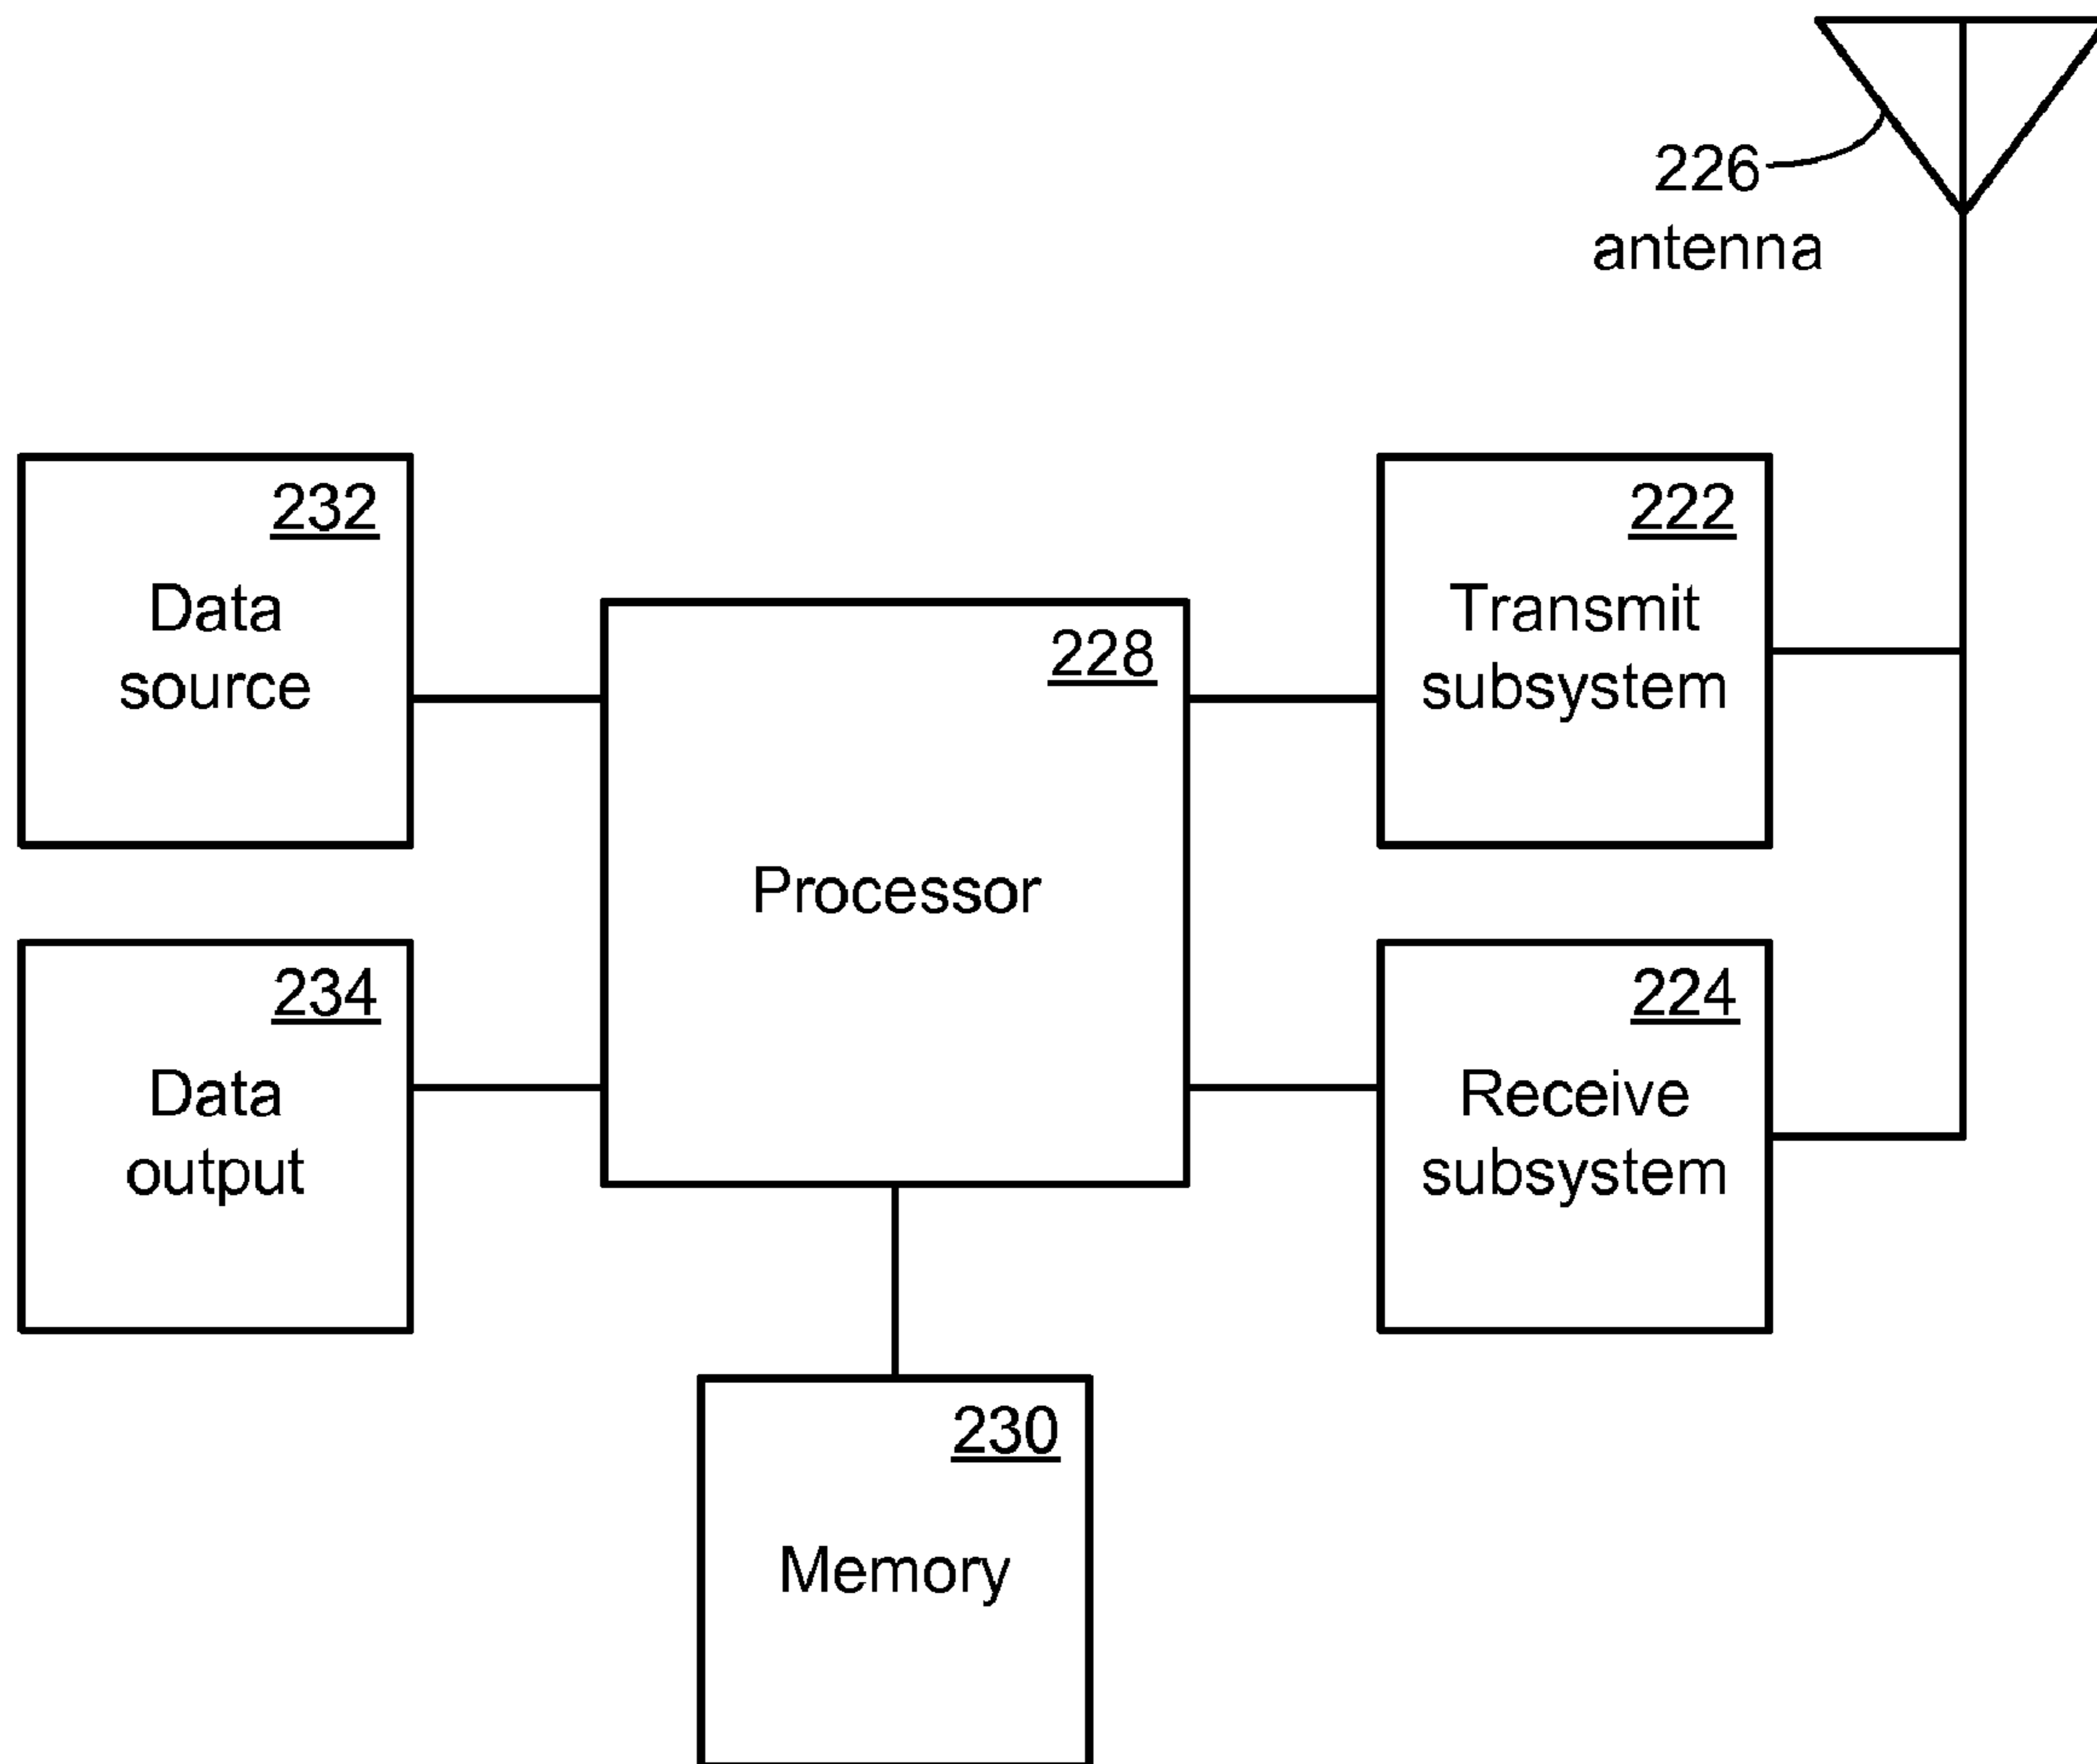 226
antenna
232
Data
source
228
Processor
222
Transmit
subsystem
234
Data
output
224
Receive
subsystem
230
Memory